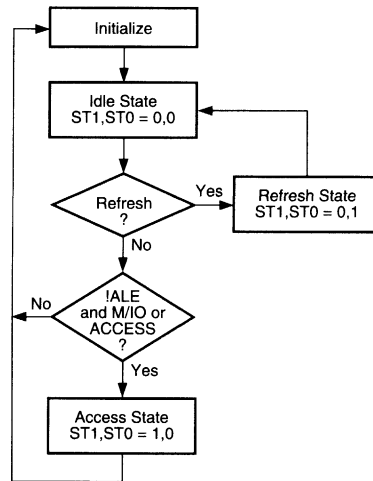 Initialize
Idle State
ST1,ST0 = 0,0
Refresh
?
Yes
Refresh State
ST1,ST0 = 0,1
No
!ALE
and M/IO or
ACCESS
?
No
Yes
Access State
ST1,ST0 = 1,0